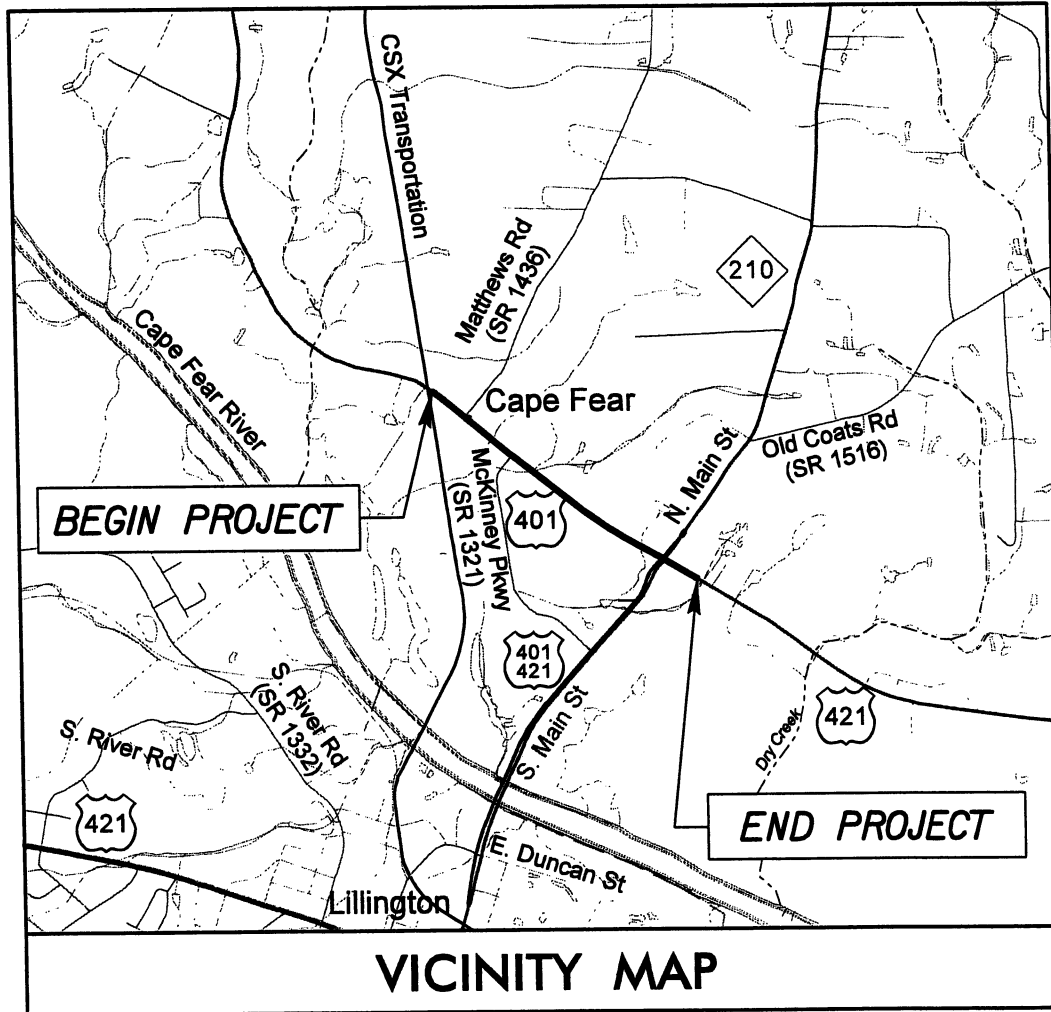 CSX Transportation
Matthews Rd
(SR 1436)
210
Cape Fear River
Cape Fear
Old Coats Rd
(SR 1516)
N. Main St
McKinney Pkwy
(SR 1321)
401
BEGIN PROJECT
401
421
S. Main St
S. River Rd
(SR 1332)
S. River Rd
421
Dry Creek
421
END PROJECT
E. Duncan St
Lillington
VICINITY MAP